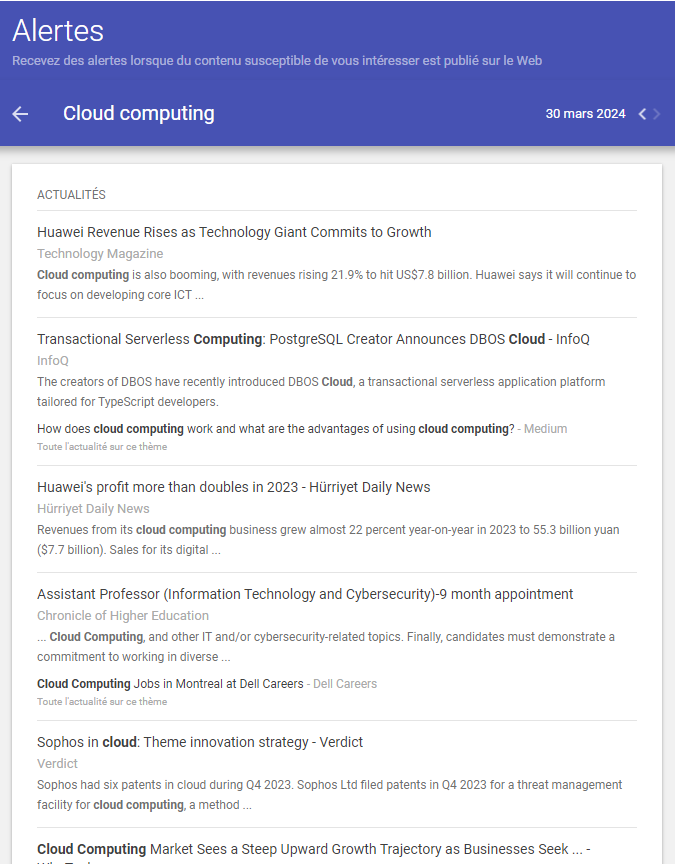 Alertes
Recevez des alertes lorsque du contenu susceptible de vous intéresser est publié sur le Web
Cloud computing
30 mars 2024
ACTUALITÉS
Huawei Revenue Rises as Technology Giant Commits to Growth
Technology Magazine
Cloud computing is also booming, with revenues rising 21.9% to hit US$7.8 billion. Huawei says it will continue to
focus on developing core ICT ...
Transactional Serverless Computing: PostgreSQL Creator Announces DBOS Cloud - InfoQ
InfoQ
The creators of DBOS have recently introduced DBOS Cloud, a transactional serverless application platform
tailored for TypeScript developers.
How does cloud computing work and what are the advantages of using cloud computing? - Medium
Toute l'actualité sur ce thème
Huawei's profit more than doubles in 2023 - Hürriyet Daily News
Hürriyet Daily News
Revenues from its cloud computing business grew almost 22 percent year-on-year in 2023 to 55.3 billion yuan
($7.7 billion). Sales for its digital ...
Assistant Professor (Information Technology and Cybersecurity)-9 month appointment
Chronicle of Higher Education
... Cloud Computing, and other IT and/or cybersecurity-related topics. Finally, candidates must demonstrate a
commitment to working in diverse ...
Cloud Computing Jobs in Montreal at Dell Careers - Dell Careers
Toute l'actualité sur ce thème
Sophos in cloud: Theme innovation strategy - Verdict
Verdict
Sophos had six patents in cloud during Q4 2023. Sophos Ltd filed patents in Q4 2023 for a threat management
facility for cloud computing, a method ...
Cloud Computing Market Sees a Steep Upward Growth Trajectory as Businesses Seek ... -